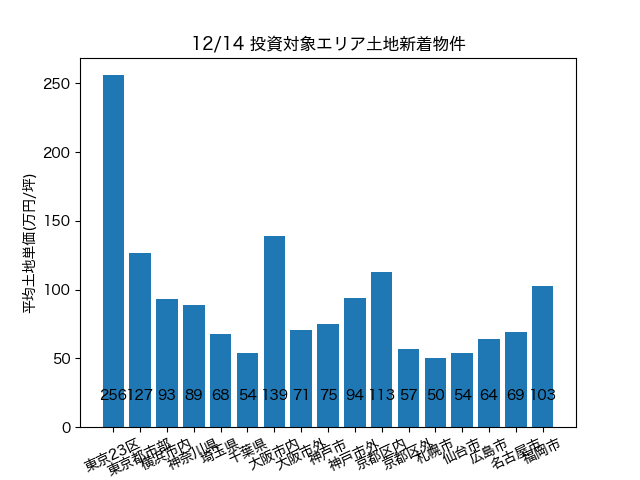 12/14 投資対象エリア土地新着物件
平均土地単価(万円/坪)
250
200
150
100
50
0
256 127 93 89 68 54 139 71 75 94 113 57 50 54 64 69 103
東京23区 東京都市部 横浜市内 神奈川県 埼玉県 千葉県 大阪市内 大阪市外 神戸市 神戸市外 京都区内 京都区外 札幌市 仙台市 広島市 名古屋市 福岡市